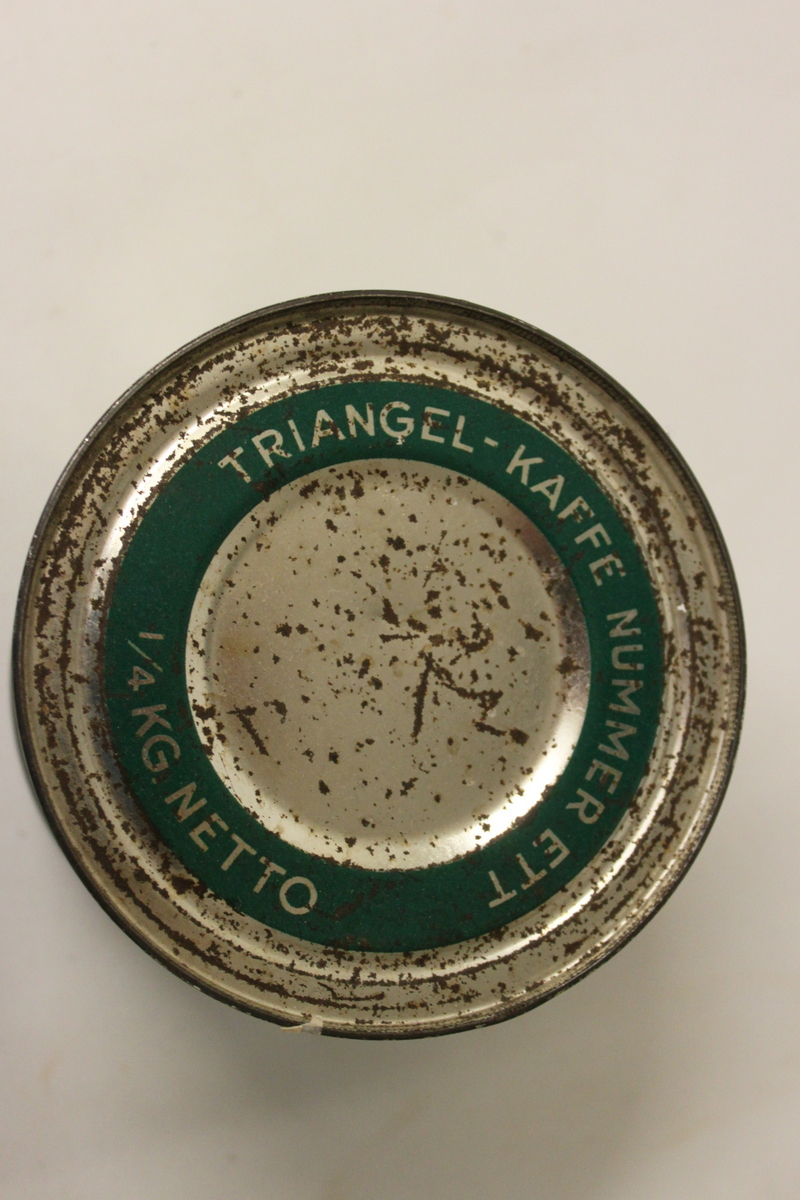 TRIANGEL-KAFFE NUMMER ETT
1/4 KG NETTO